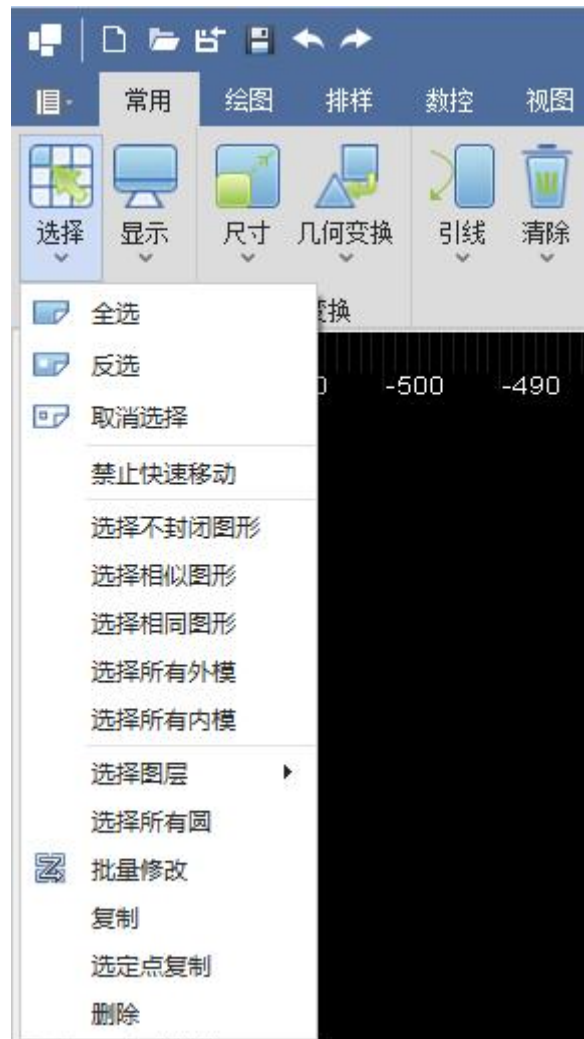 常用 绘图 排样 数控 视图
选择 显示 尺寸 几何变换 引线 清除
换
全选
反选
-500 -490
取消选择
禁止快速移动
选择不封闭图形
选择相似图形
选择相同图形
选择所有外模
选择所有内模
选择图层
选择所有圆
批量修改
复制
选定点复制
删除